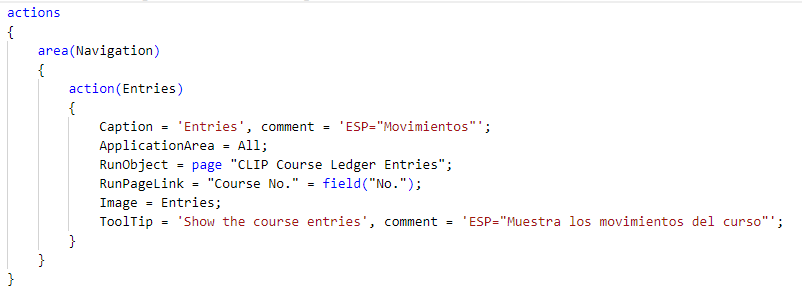 actions
{
area(Navigation)
{
action(Entries)
{
Caption = 'Entries', comment = 'ESP="Movimientos"';
ApplicationArea = All;
RunObject = page "CLIP Course Ledger Entries";
RunPageLink = "Course No." = field("No.");
Image = Entries;
ToolTip = 'Show the course entries', comment = 'ESP="Muestra los movimientos del curso"';
}
}
}